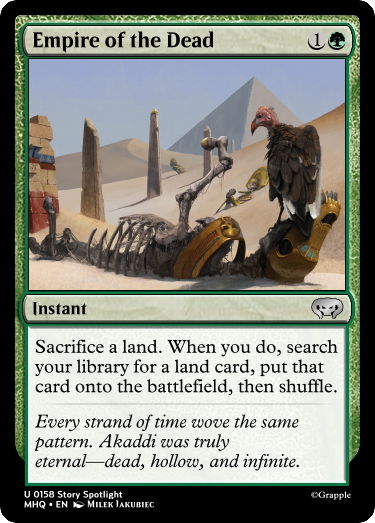 Empire of the Dead
1
Instant
Sacrifice a land. When you do, search
your library for a land card, put that
card onto the battlefield, then shuffle.
Every strand of time wove the same
pattern. Akaddi was truly
eternal—dead, hollow, and infinite.
U 0158 Story Spotlight
MHQ • EN Milek Jakubiec
©Grapple